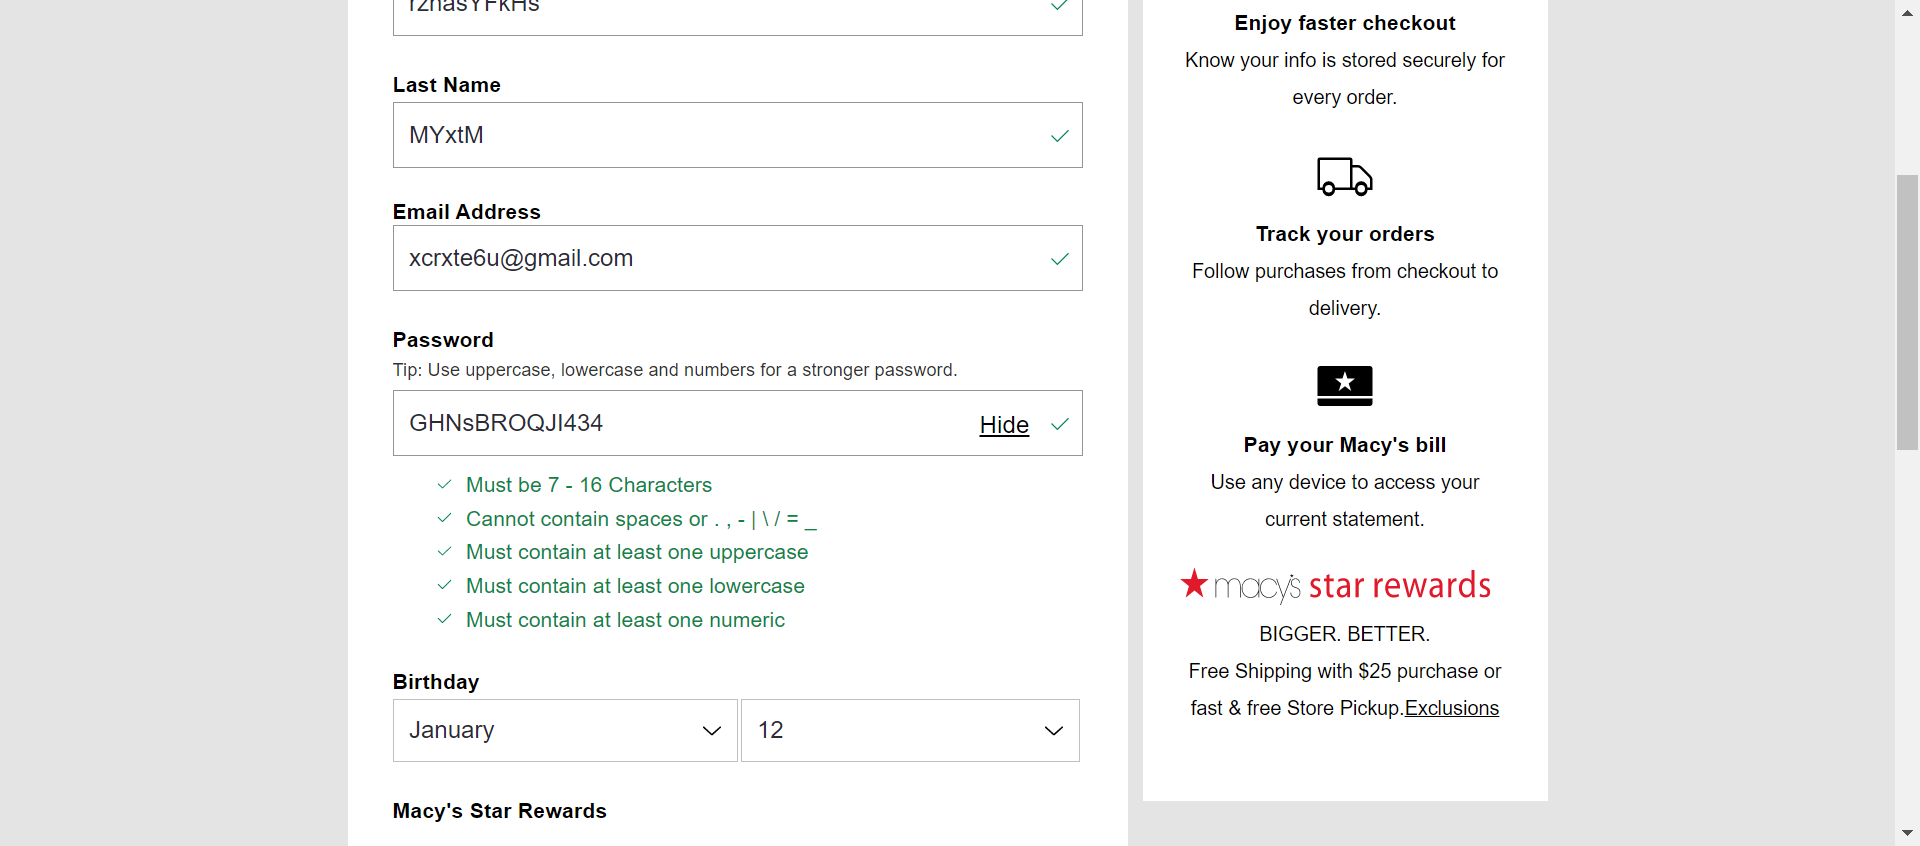 rzhasYFkHs
Last Name
MYxtM
Email Address
xcrxte6u@gmail.com
Password
Tip: Use uppercase, lowercase and numbers for a stronger password.
GHNsBROQJI434
Hide
Must be 7 - 16 Characters
Cannot contain spaces or . , - | \ / = _
Must contain at least one uppercase
Must contain at least one lowercase
Must contain at least one numeric
Birthday
January
12
Macy's Star Rewards
Enjoy faster checkout
Know your info is stored securely for
every order.
Track your orders
Follow purchases from checkout to
delivery.
Pay your Macy's bill
Use any device to access your
current statement.
macy's star rewards
BIGGER. BETTER.
Free Shipping with $25 purchase or
fast & free Store Pickup.Exclusions